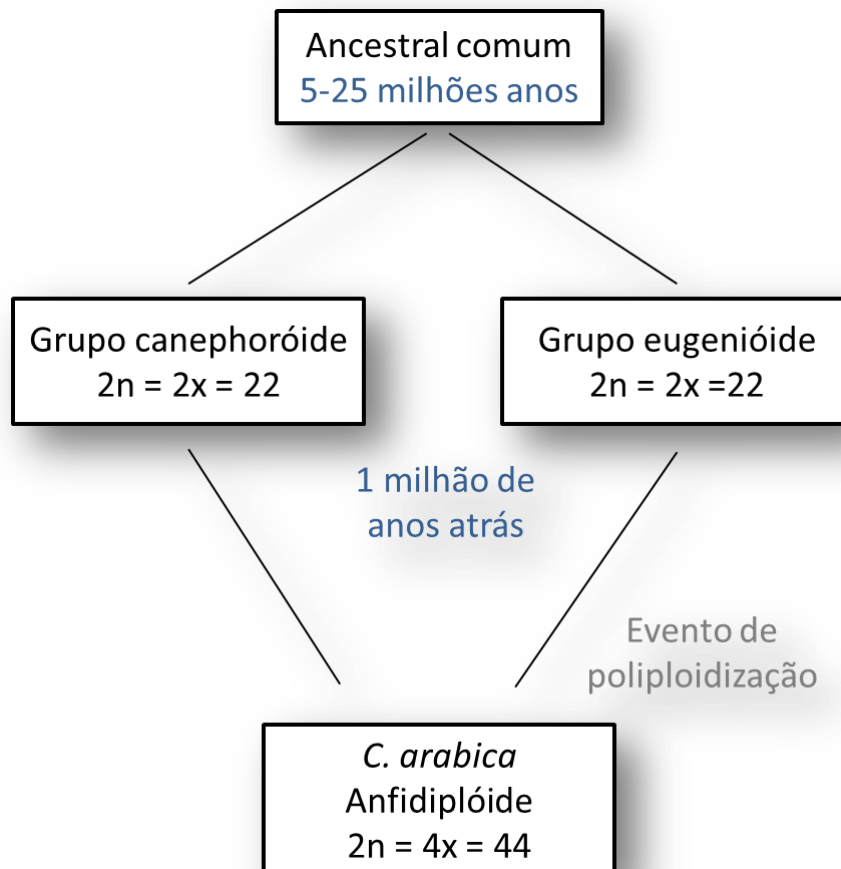 Ancestral comum
5-25 milhões anos
Grupo canephoróide
2n = 2x = 22
Grupo eugenióide
2n = 2x =22
1 milhão de
anos atrás
Evento de
poliploidização
C. arabica
Anfidiplóide
2n = 4x = 44